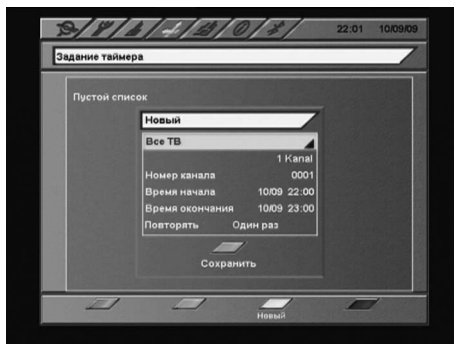 22:01 10/09/09
Задание таймера
Пустой список
Новый
Все ТВ
1 Kanal
Номер канала 0001
Время начала 10/09 22:00
Время окончания 10/09 23:00
Повторять Один раз
Сохранить
Новый